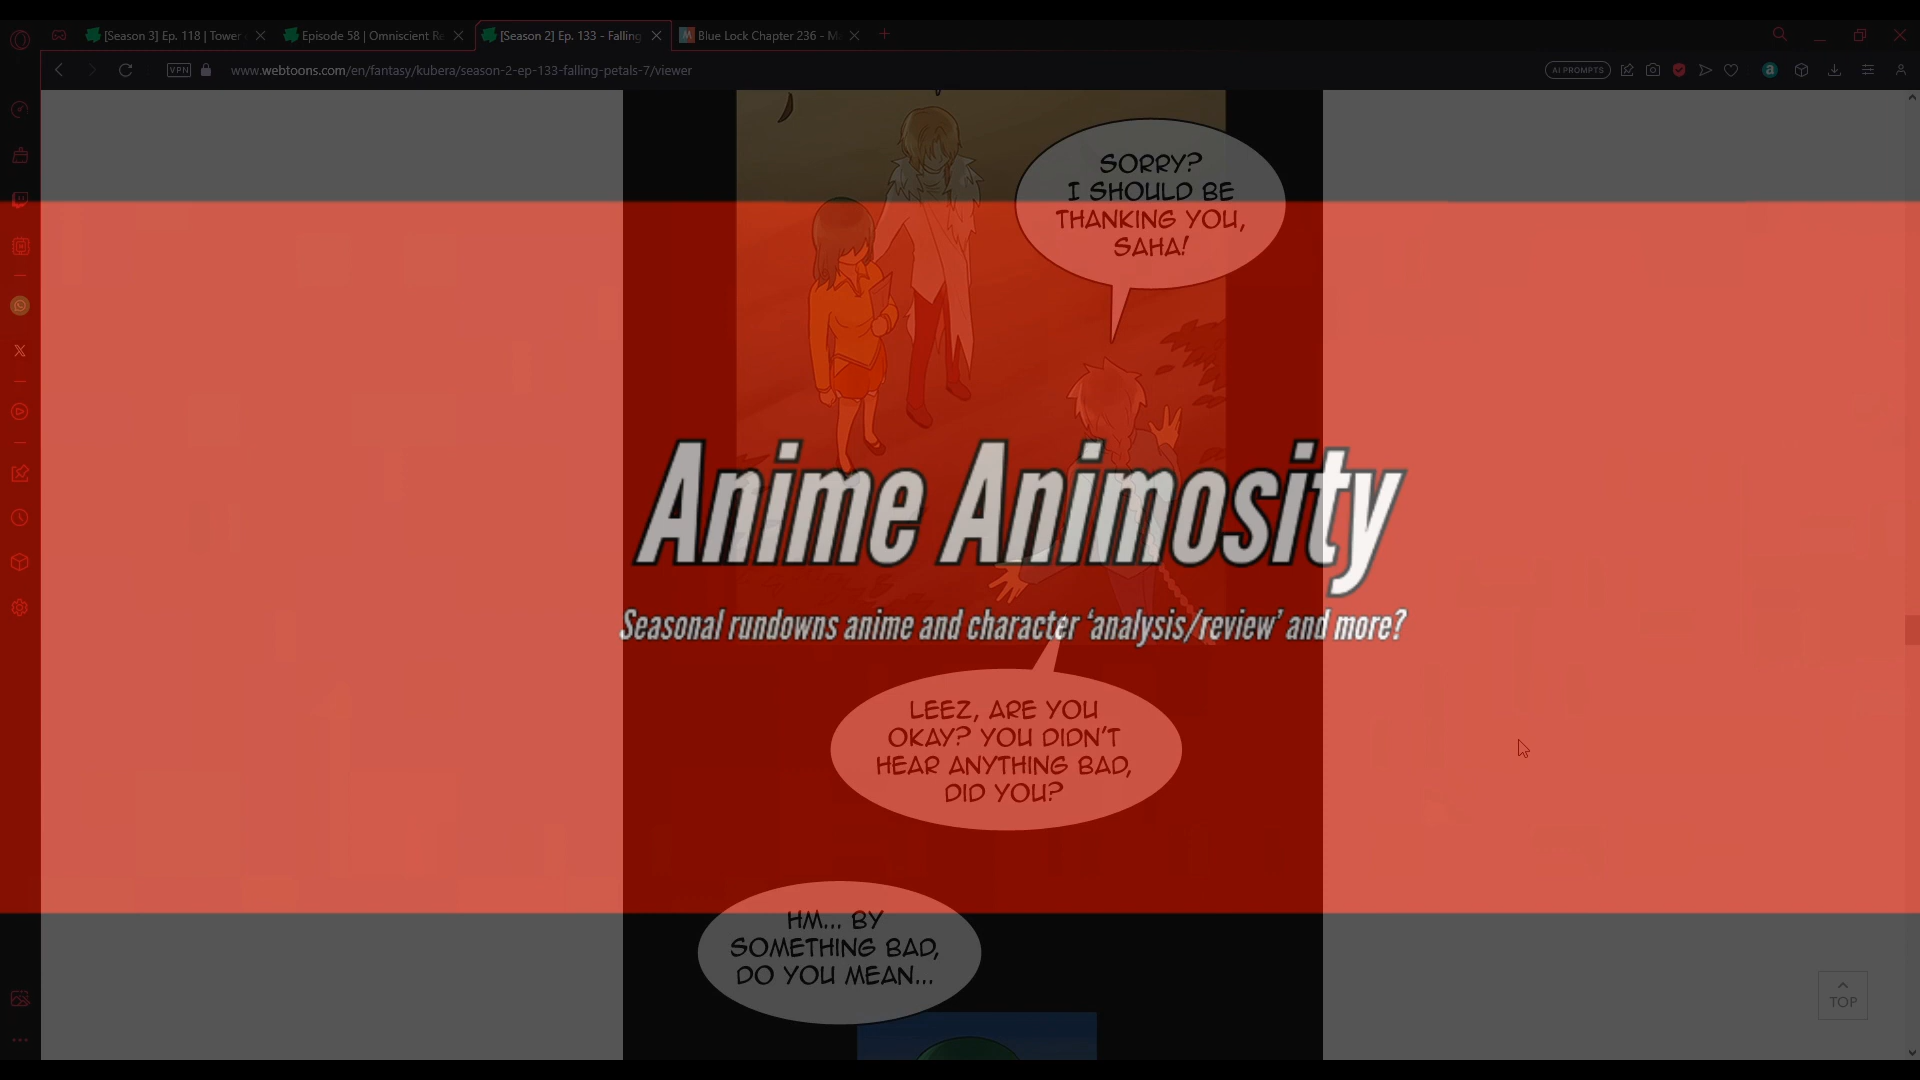 [Season 3] Ep. 118 | Tower
Episode 58 | Omniscient Re
[Season 2] Ep. 133 - Falling
Blue Lock Chapter 236 - M
VPN
www.webtoons.com/en/fantasy/kubera/season-2-ep-133-falling-petals-7/viewer
AI PROMPTS
SORRY?
I SHOULD BE
THANKING YOU,
SAHA!
Anime Animosity
Seasonal rundowns anime and character ‘analysis/review’ and more?
LEEZ, ARE YOU
OKAY? YOU DIDN'T
HEAR ANYTHING BAD,
DID YOU?
HM... BY
SOMETHING BAD,
DO YOU MEAN...
TOP